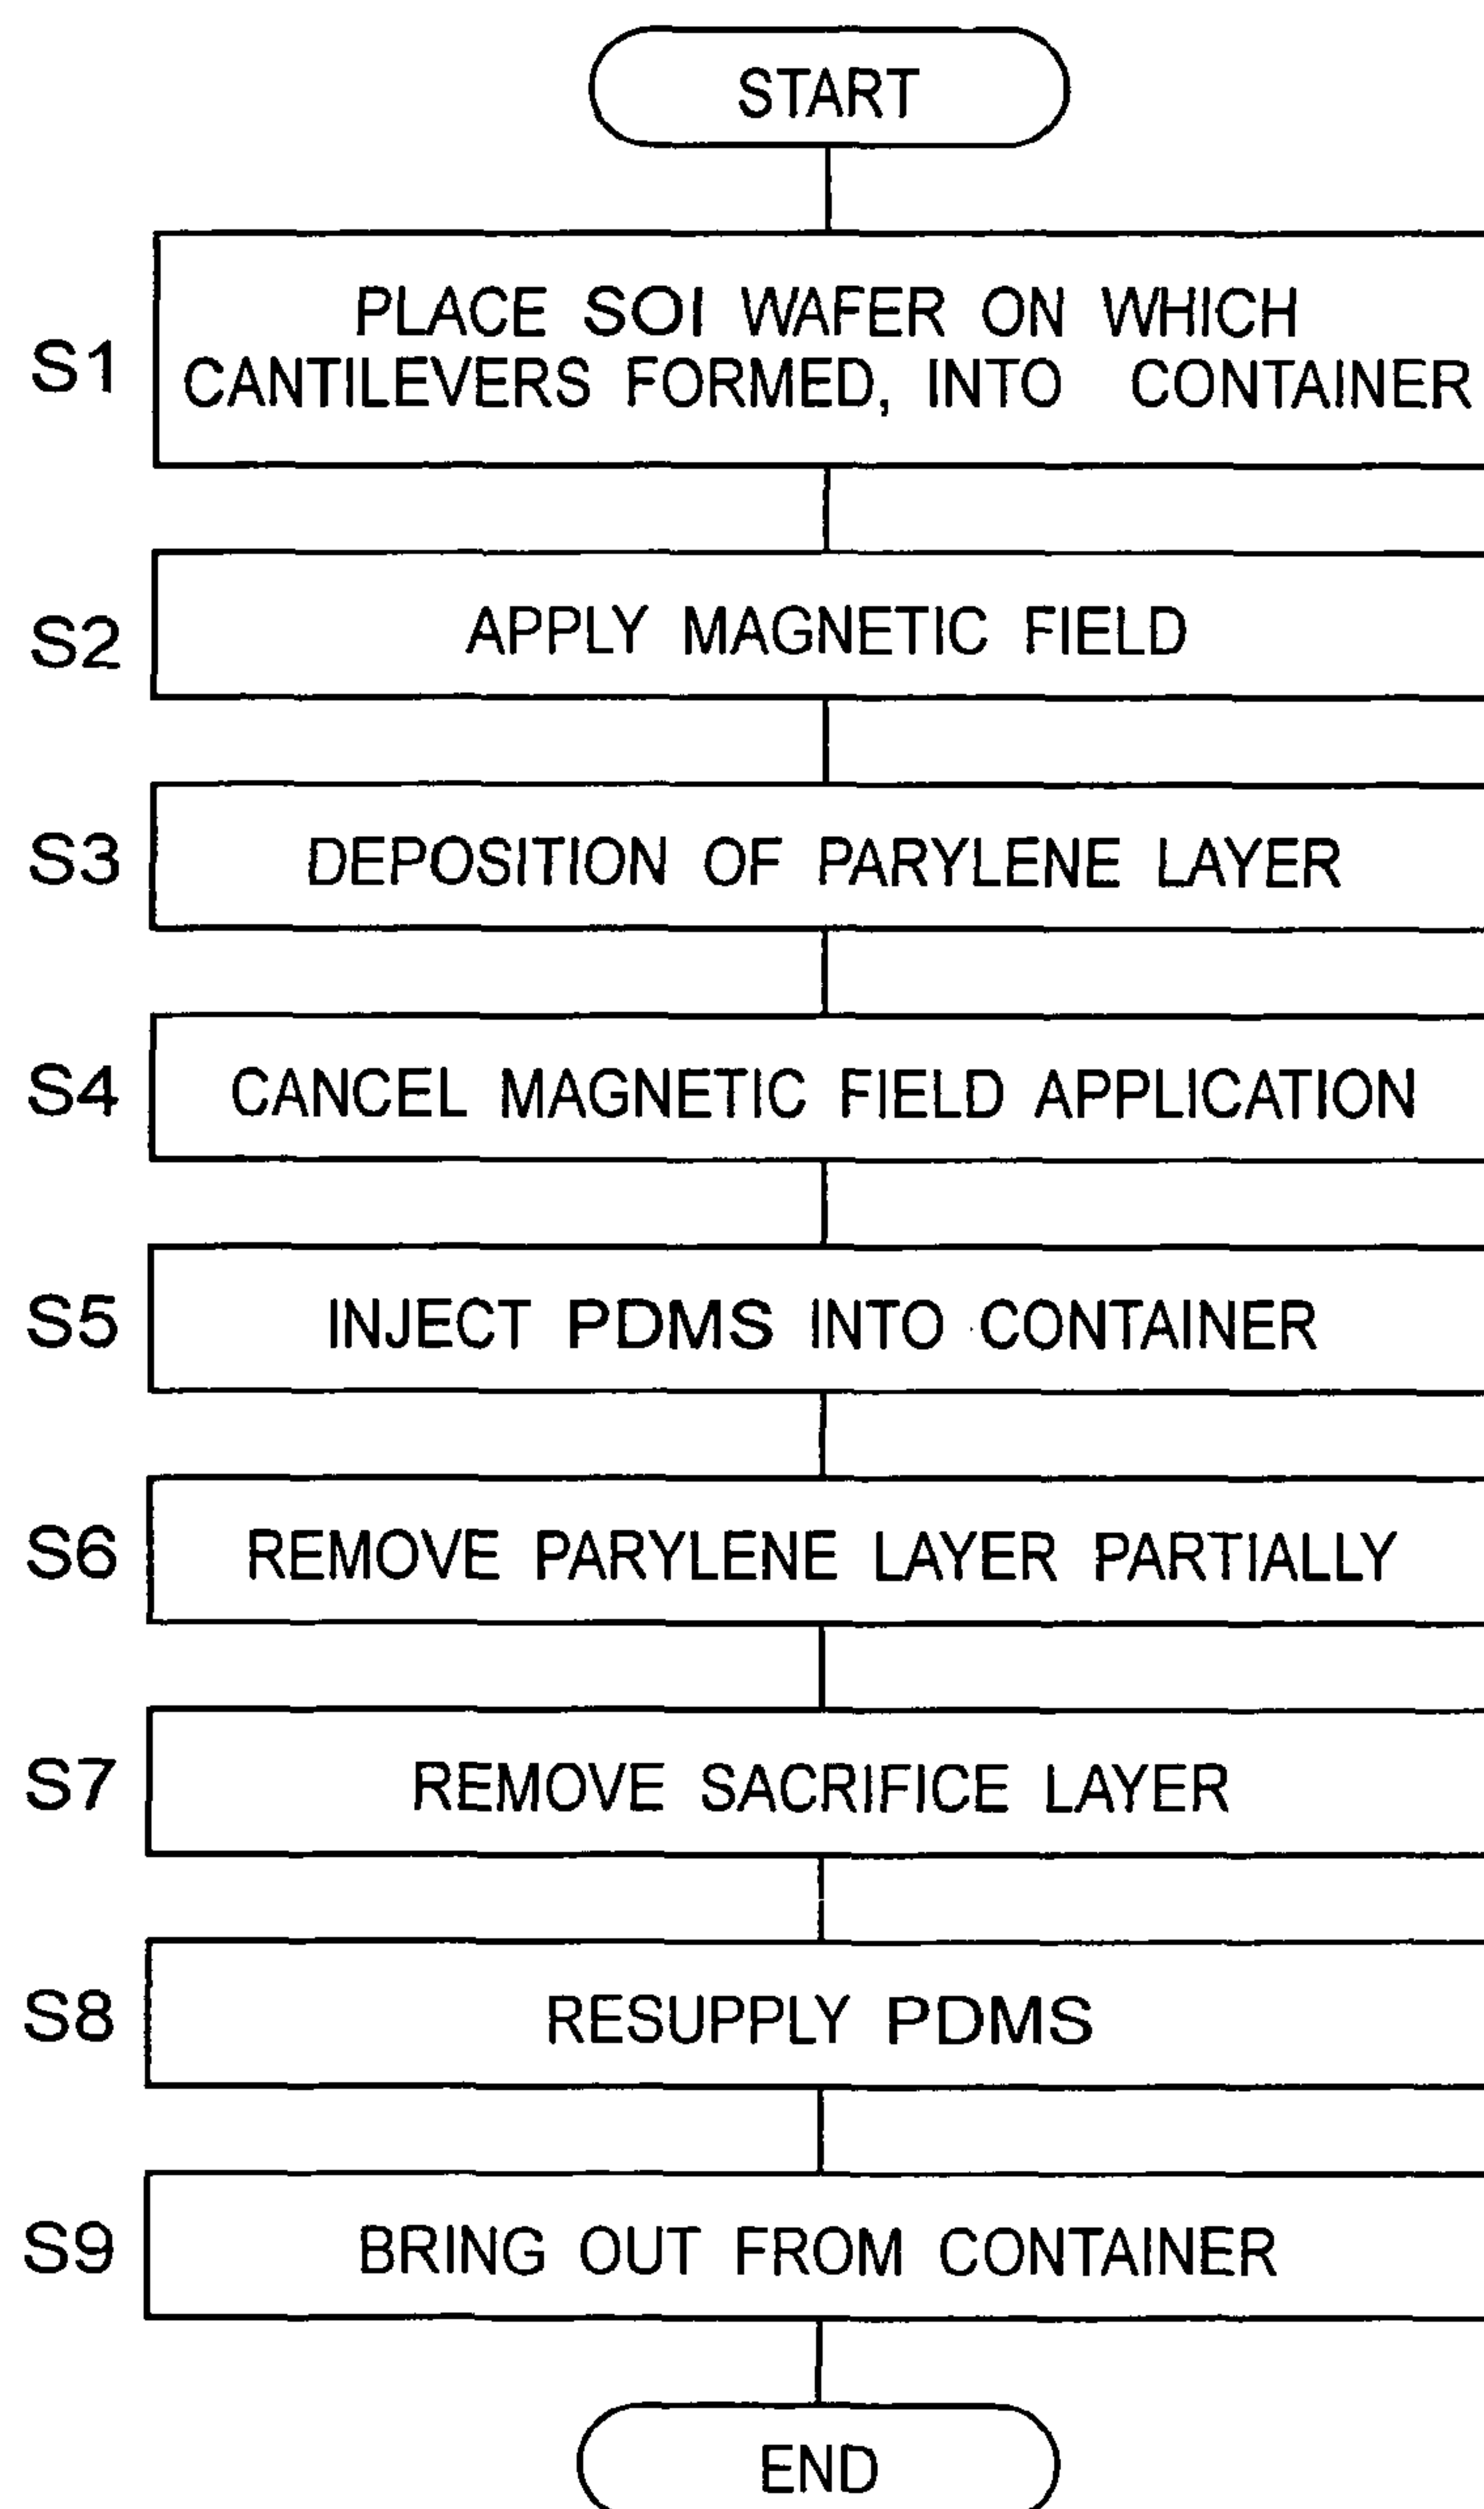 START
S1
PLACE SOI WAFER ON WHICH
CANTILEVERS FORMED, INTO CONTAINER
S2
APPLY MAGNETIC FIELD
S3
DEPOSITION OF PARYLENE LAYER
S4
CANCEL MAGNETIC FIELD APPLICATION
S5
INJECT PDMS INTO CONTAINER
S6
REMOVE PARYLENE LAYER PARTIALLY
S7
REMOVE SACRIFICE LAYER
S8
RESUPPLY PDMS
S9
BRING OUT FROM CONTAINER
END